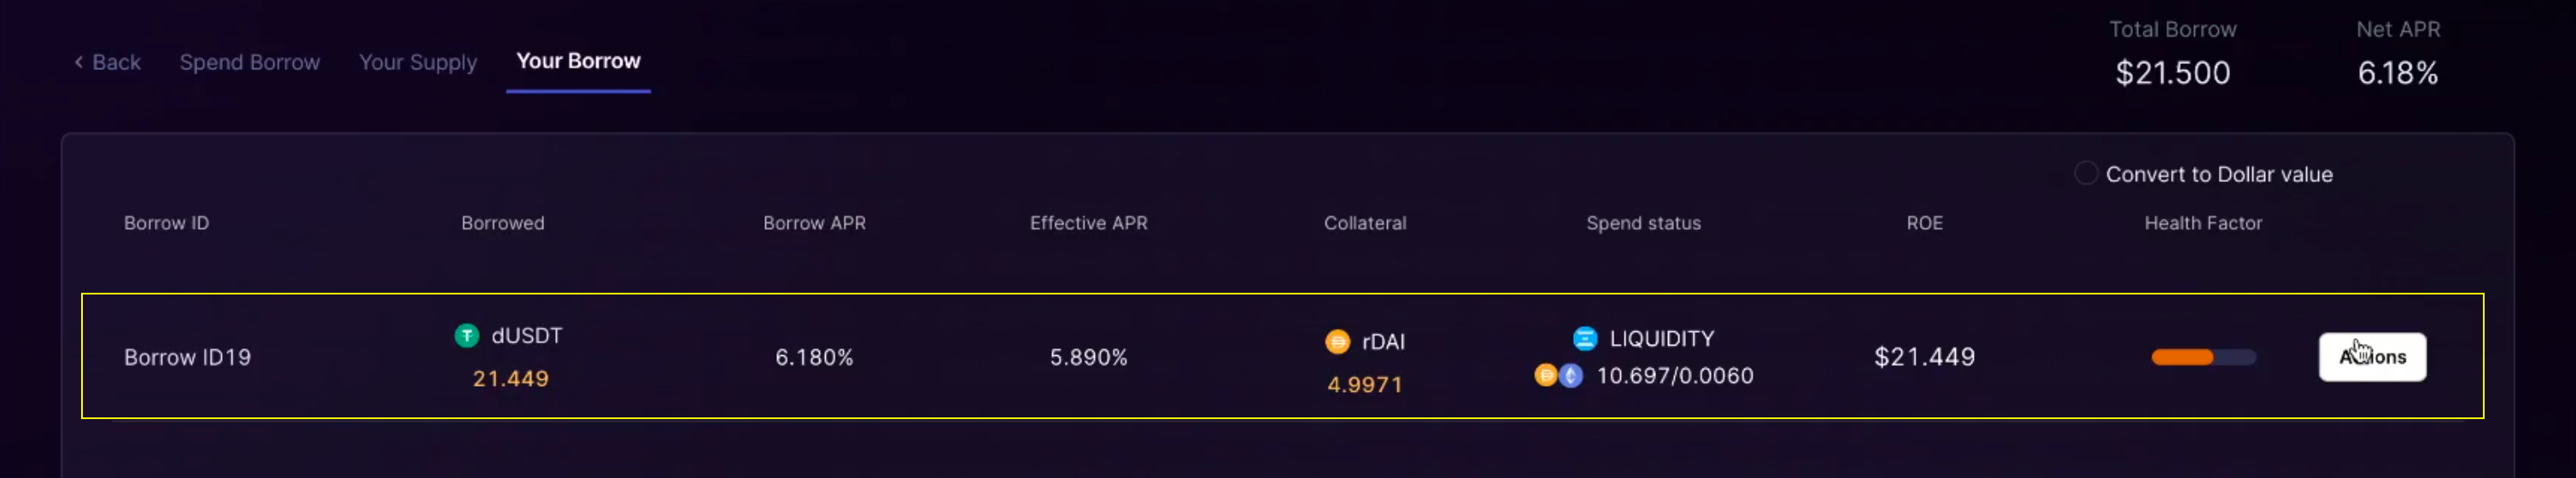 Total Borrow Net APR
$21.500 6.18%
Back Spend Borrow Your Supply Your Borrow
Convert to Dollar value
Borrow ID Borrowed Borrow APR Effective APR Collateral Spend status ROE Health Factor
dUSDT rDAI LIQUIDITY
Borrow ID19 6.180% 5.890% $21.449
21.449 4.9971 10.697/0.0060